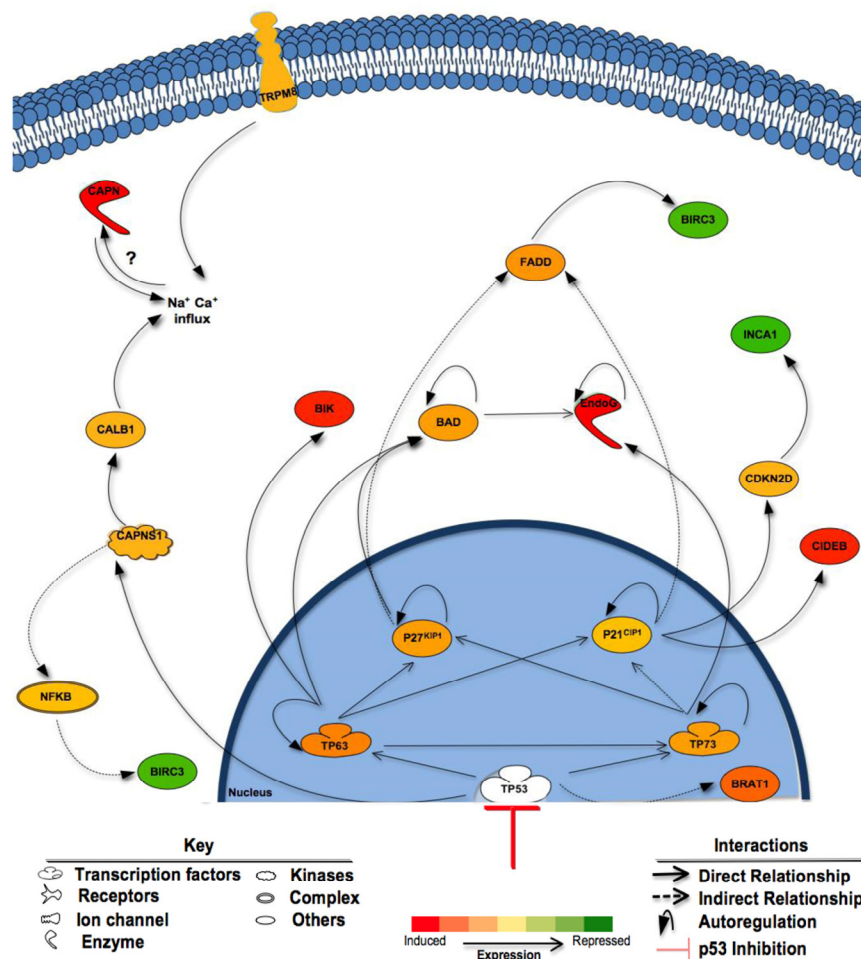 TRPM8
CAPN
?
BIRC3
FADD
Na⁺ Ca⁺
influx
INCA1
BIK
EndoG
BAD
CALB1
CDKN2D
CAPNS1
CIDEB
P27ᴷᴵᴾ¹
P21ᶜᴵᴾ¹
NFKB
TP63
TP73
BIRC3
TP53
BRAT1
Nucleus
Key
Transcription factors
Receptors
Ion channel
Enzyme
Kinases
Complex
Others
Induced
Expression
Repressed
Interactions
Direct Relationship
Indirect Relationship
Autoregulation
p53 Inhibition